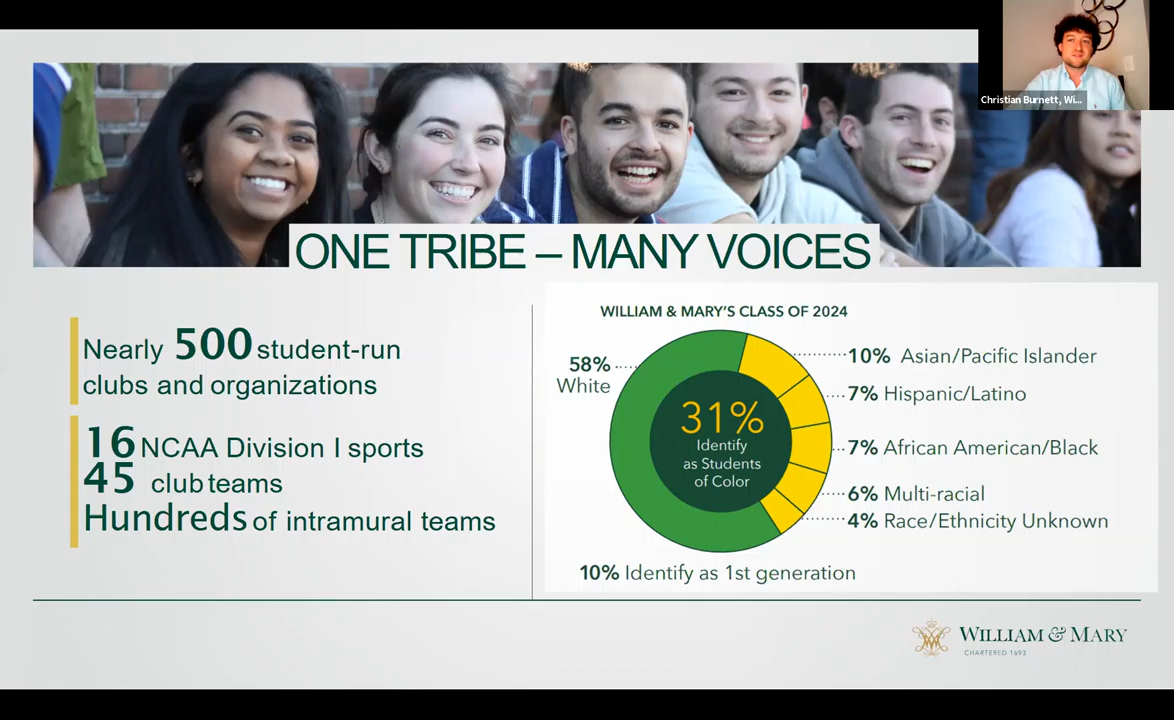 Christian Burnett, Wi...
ONE TRIBE – MANY VOICES
Nearly 500 student-run
clubs and organizations
16 NCAA Division I sports
45 club teams
Hundreds of intramural teams
WILLIAM & MARY'S CLASS OF 2024
58%
White
31%
Identify
as Students
of Color
10% Asian/Pacific Islander
7% Hispanic/Latino
7% African American/Black
6% Multi-racial
4% Race/Ethnicity Unknown
10% Identify as 1st generation
WILLIAM & MARY
CHARTERED 1693